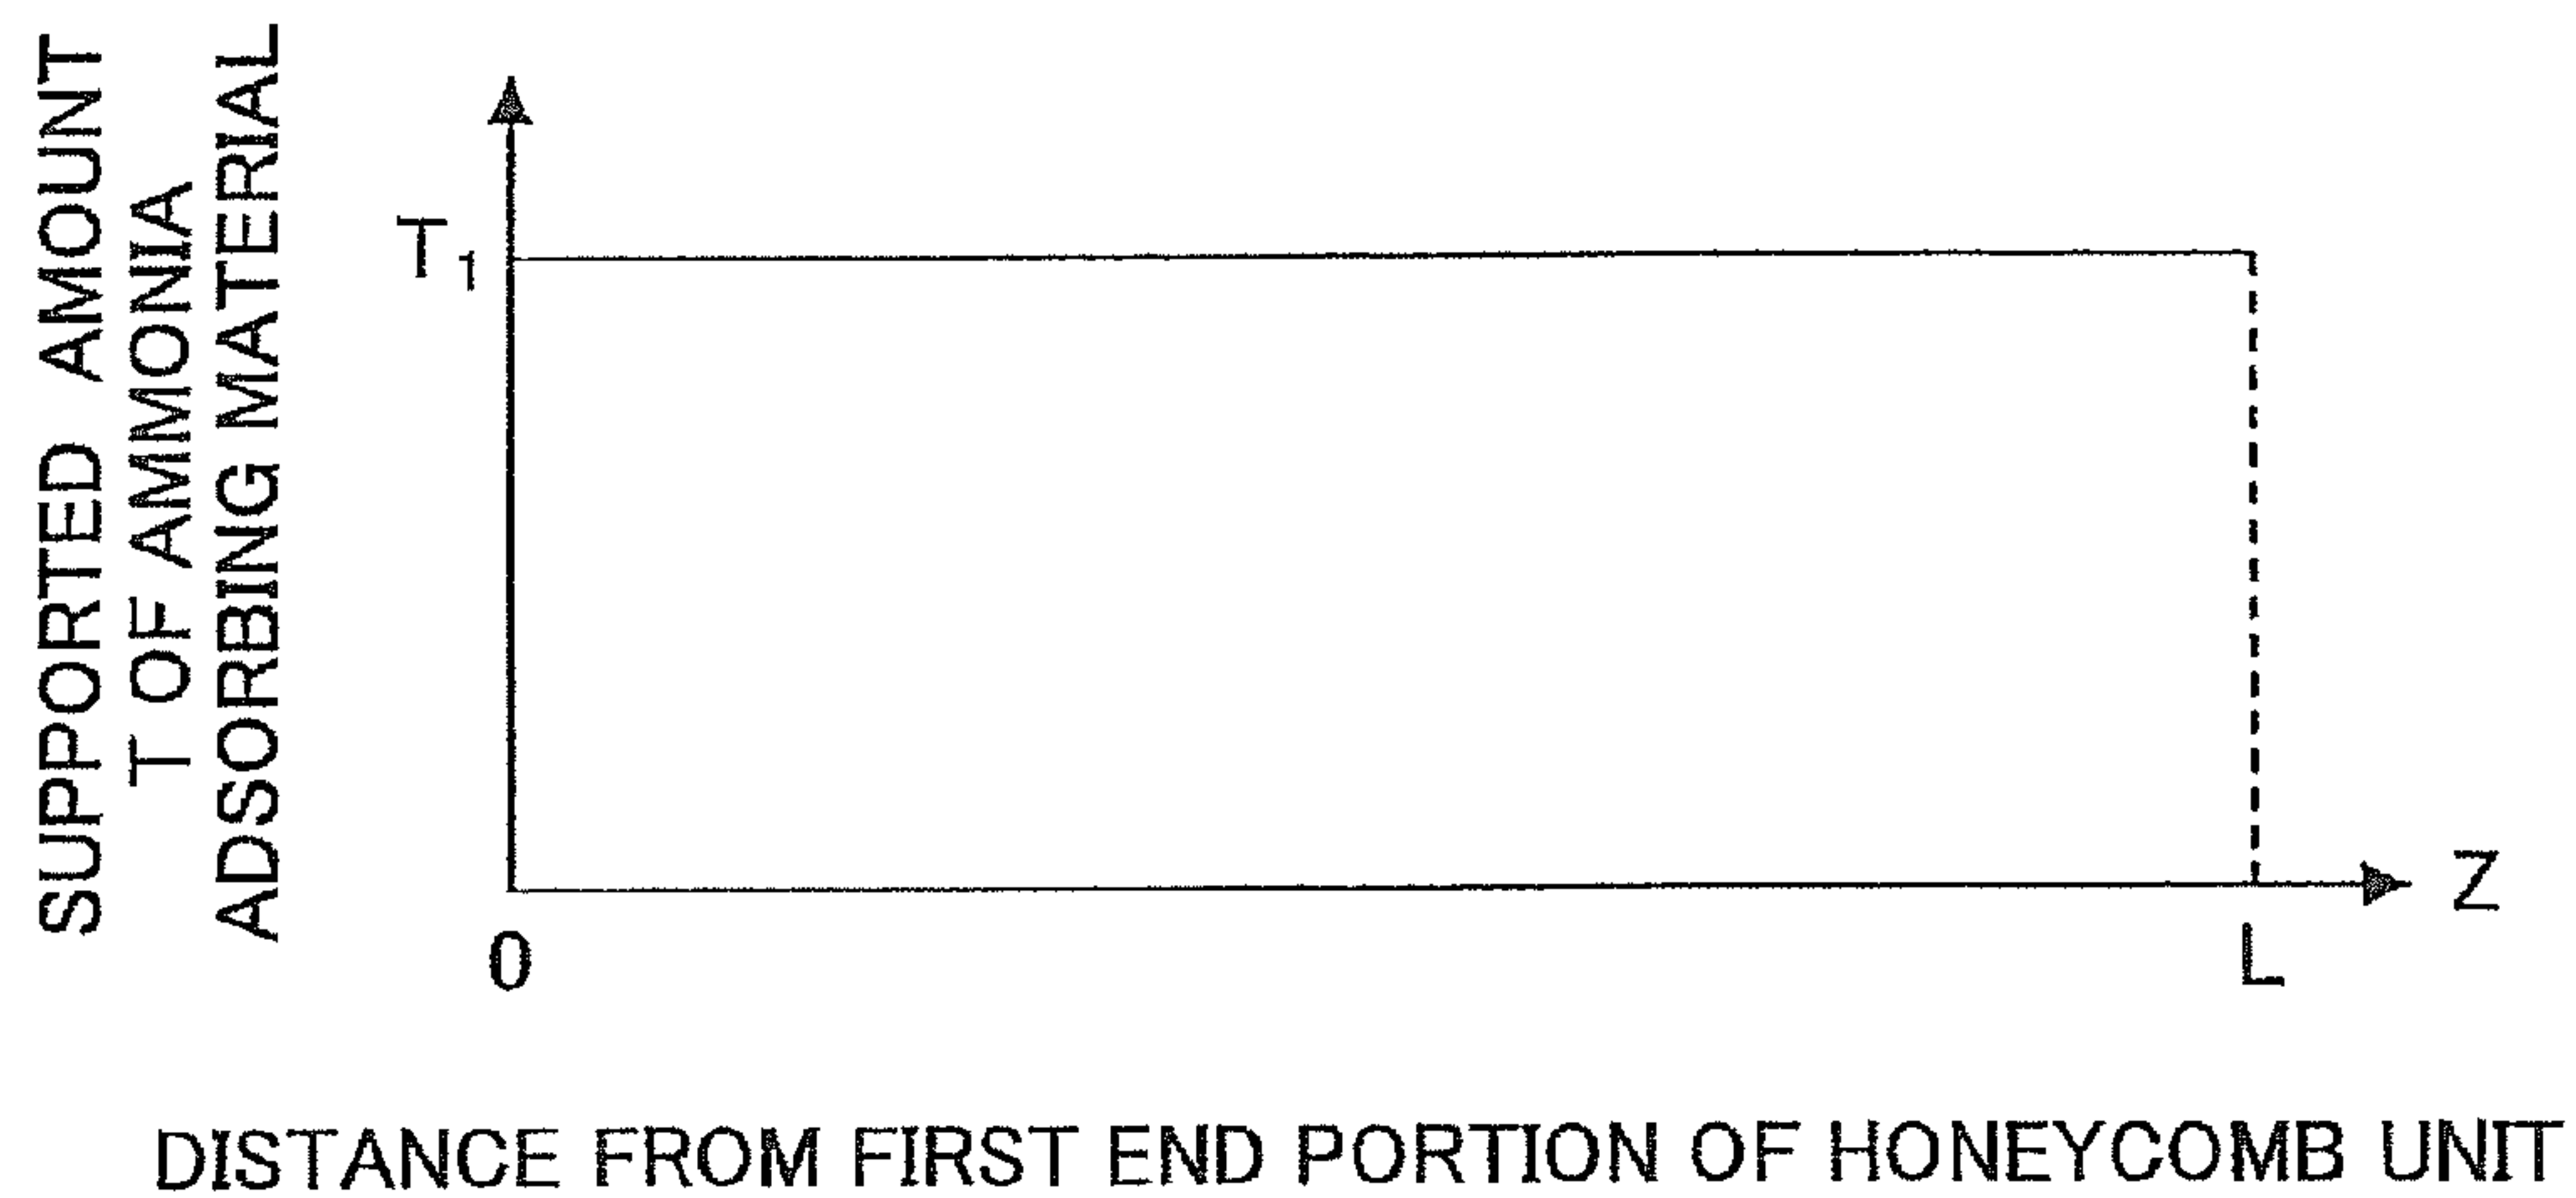 SUPPORTED AMOUNT
T OF AMMONIA
ADSORBING MATERIAL
T1
0
L
Z
DISTANCE FROM FIRST END PORTION OF HONEYCOMB UNIT